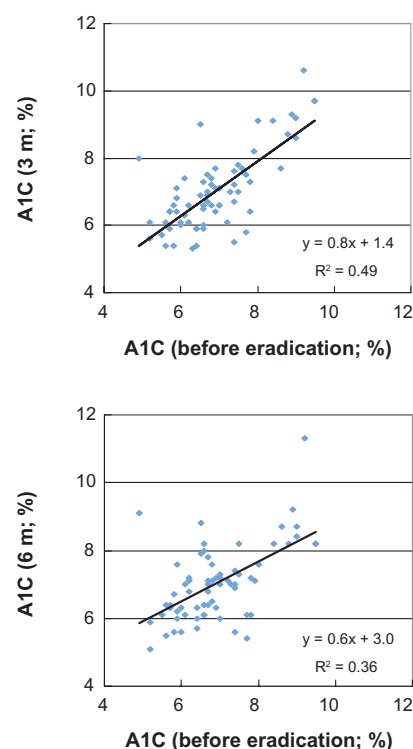 12
10
A1C (3 m; %)
8
6
y = 0.8x + 1.4
R² = 0.49
4
4 6 8 10 12
A1C (before eradication; %)
12
10
A1C (6 m; %)
8
6
y = 0.6x + 3.0
R² = 0.36
4
4 6 8 10 12
A1C (before eradication; %)